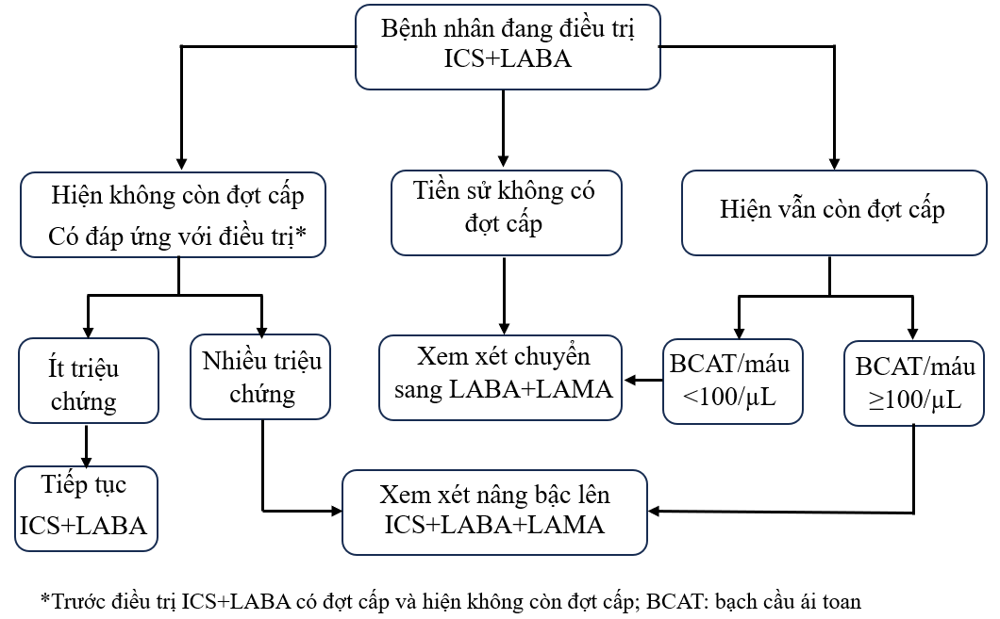 Bệnh nhân đang điều trị
ICS+LABA
Hiện không còn đợt cấp
Có đáp ứng với điều trị*
Tiền sử không có
đợt cấp
Hiện vẫn còn đợt cấp
Ít triệu
chứng
Nhiều triệu
chứng
Xem xét chuyển
sang LABA+LAMA
BCAT/máu
<100/µL
BCAT/máu
≥100/µL
Tiếp tục
ICS+LABA
Xem xét nâng bậc lên
ICS+LABA+LAMA
*Trước điều trị ICS+LABA có đợt cấp và hiện không còn đợt cấp; BCAT: bạch cầu ái toan